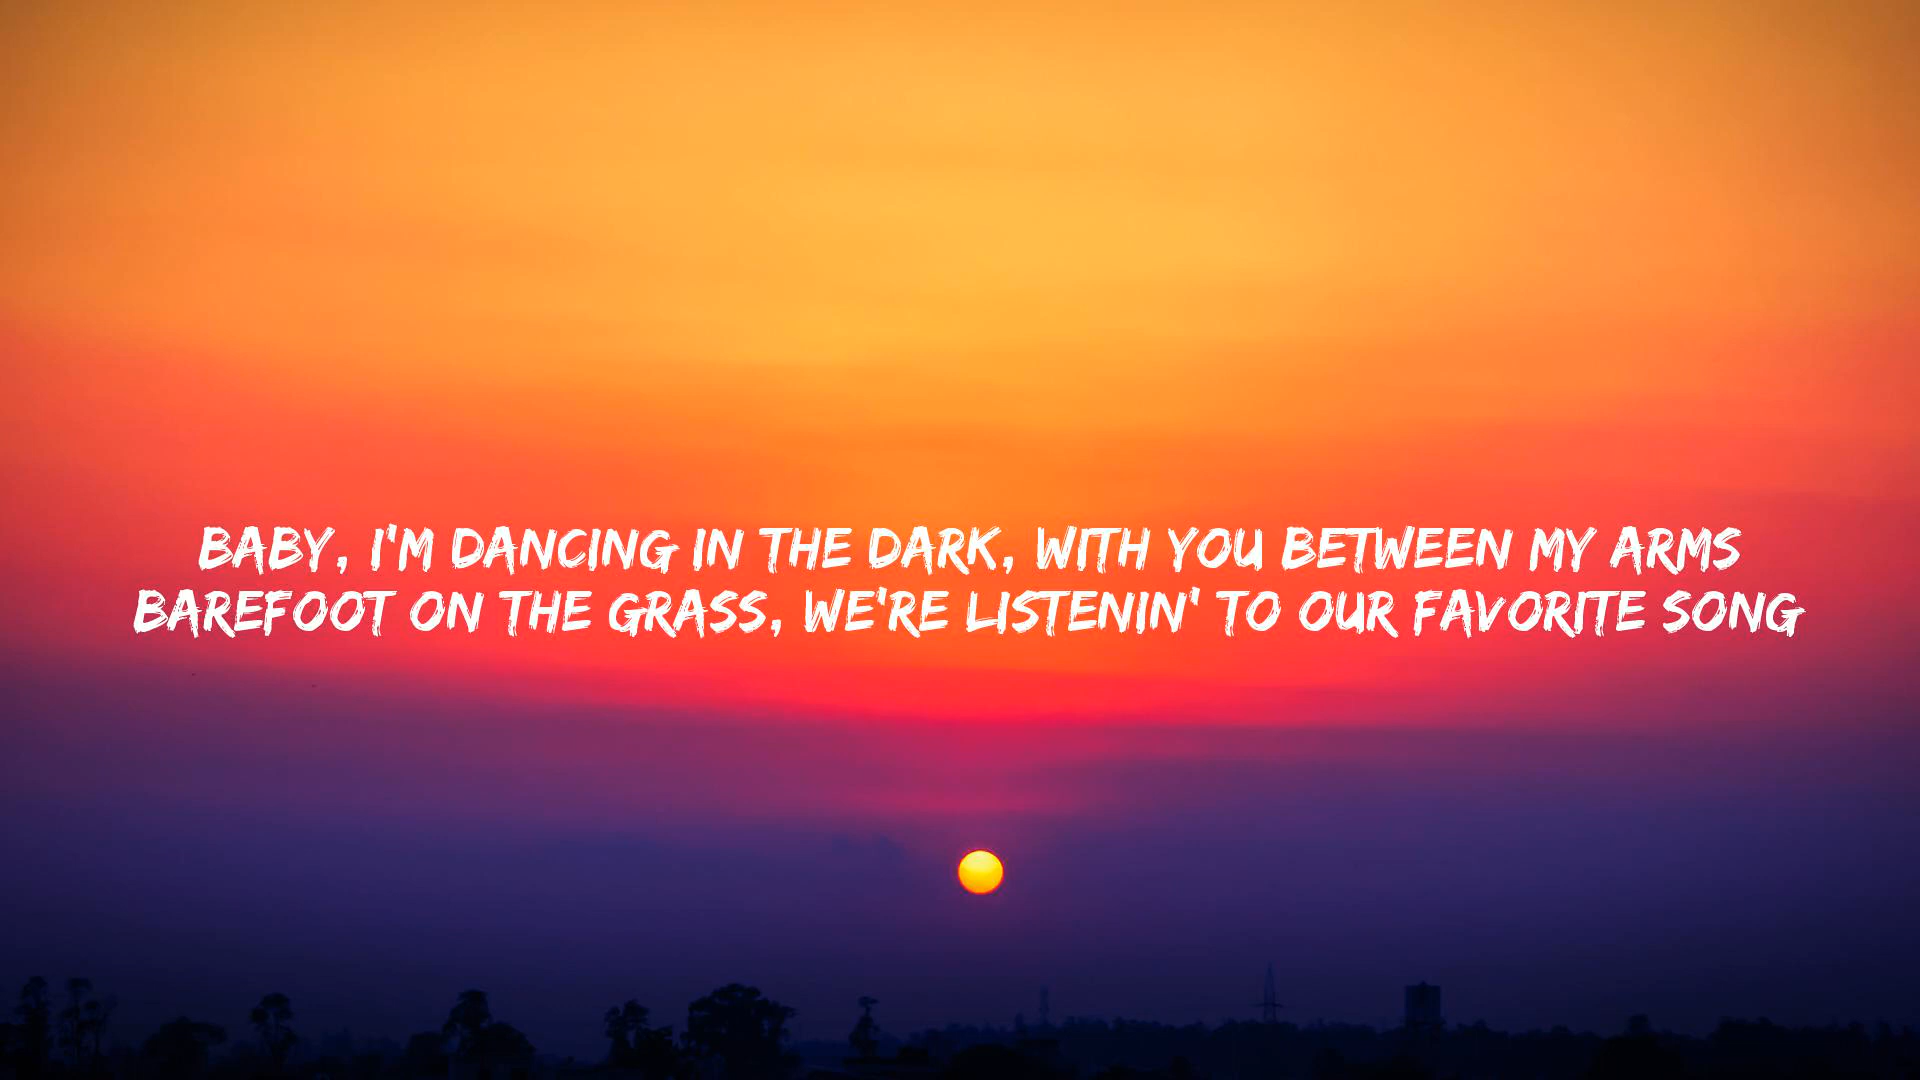 BABY, I'M DANCING IN THE DARK, WITH YOU BETWEEN MY ARMS
BAREFOOT ON THE GRASS, WE'RE LISTENIN' TO OUR FAVORITE SONG